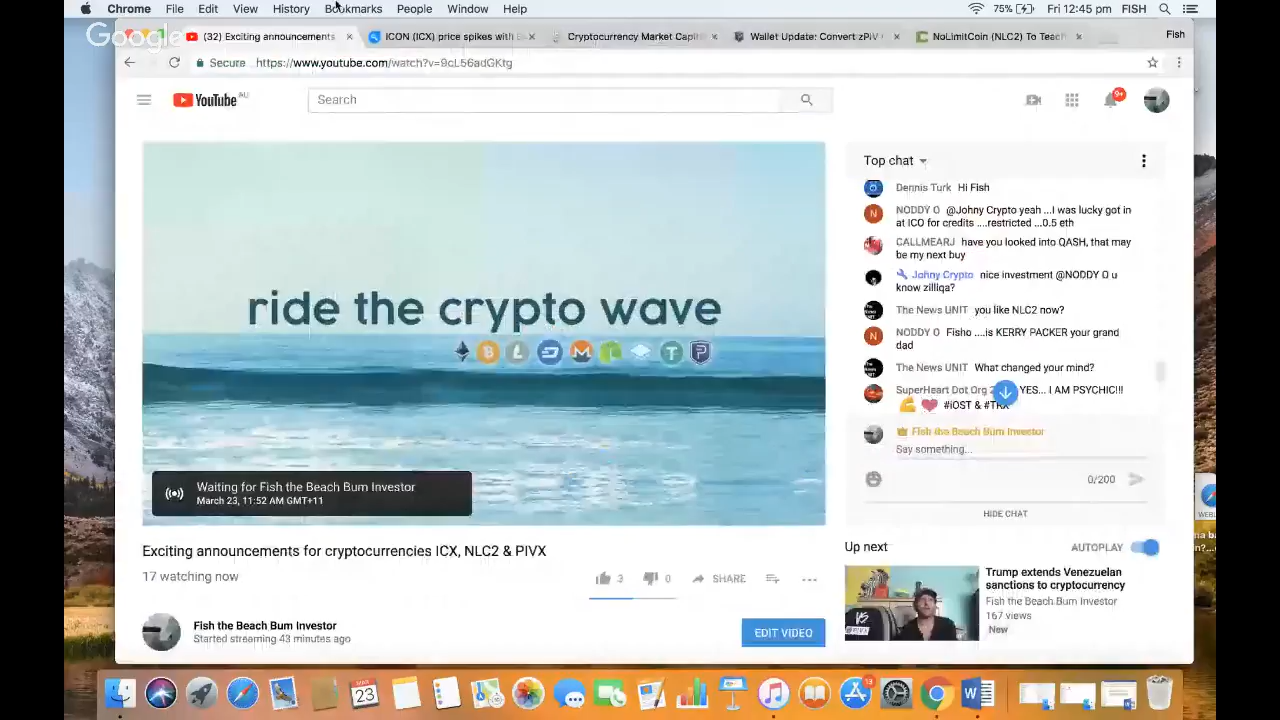 Chrome File Edit View History Bookmarks People Window Help 75% Fri 12:45 pm FISH
Google
(32) Exciting announcements ICON (ICX) price spikes with Cryptocurrency Market Capit Wallet Update: Convert zPIV NoLimitCoin (NLC2) To Teach Fish
Secure https://www.youtube.com/watch?v=9cL56adGKtg
YouTube AU Search 9+
Top chat
Dennis Turk Hi Fish
NODDY O @Johny Crypto yeah ...I was lucky got in
at ICO for credits ....restricted ...0.5 eth
CALLMEARJ have you looked into QASH, that may
be my next buy
Johny Crypto nice investment @NODDY O u
know zilliqa?
The News UNIT you like NLC2 now?
NODDY O Fisho ....is KERRY PACKER your grand
dad
The News UNIT What changed your mind?
SuperHeart Dot Org YES... I AM PSYCHIC!!!
#IOST & #TRX
Fish the Beach Bum Investor
Say something...
0/200
HIDE CHAT
ride the crypto wave
Waiting for Fish the Beach Bum Investor
March 23, 11:52 AM GMT+11
Exciting announcements for cryptocurrencies ICX, NLC2 & PIVX
17 watching now
3 0 SHARE
Fish the Beach Bum Investor
Started streaming 43 minutes ago
EDIT VIDEO
Up next AUTOPLAY
Trump extends Venezuelan
sanctions to cryptocurrency
Fish the Beach Bum Investor
167 views
New
MAR
23
13